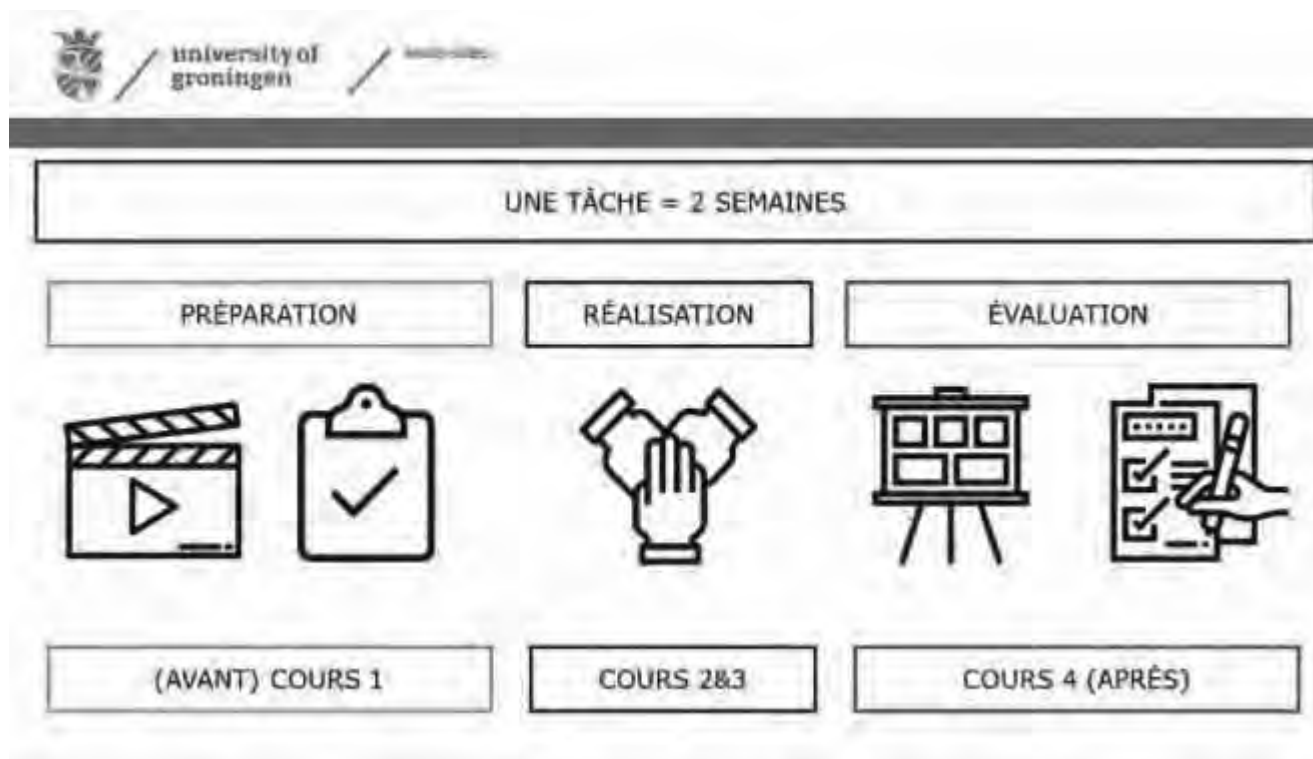 university of
groningen
UNE TÂCHE = 2 SEMAINES
PRÉPARATION
RÉALISATION
ÉVALUATION
(AVANT) COURS 1
COURS 2&3
COURS 4 (APRÈS)